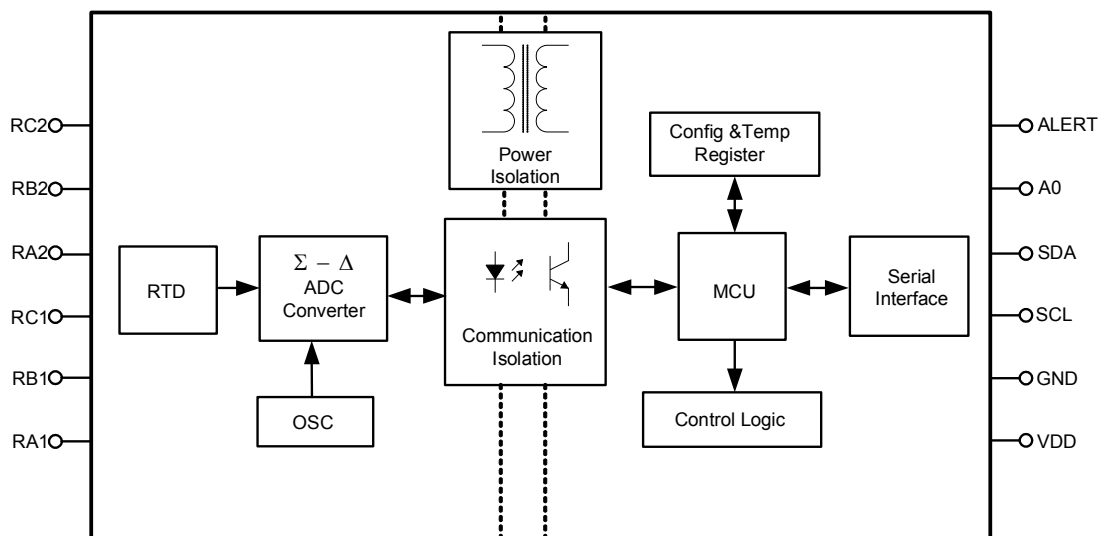 Power
Isolation
RC2
RB2
RA2
RC1
RB1
RA1
RTD
Σ – Δ
ADC
Converter
OSC
Communication
Isolation
Config &Temp
Register
MCU
Serial
Interface
Control Logic
ALERT
A0
SDA
SCL
GND
VDD